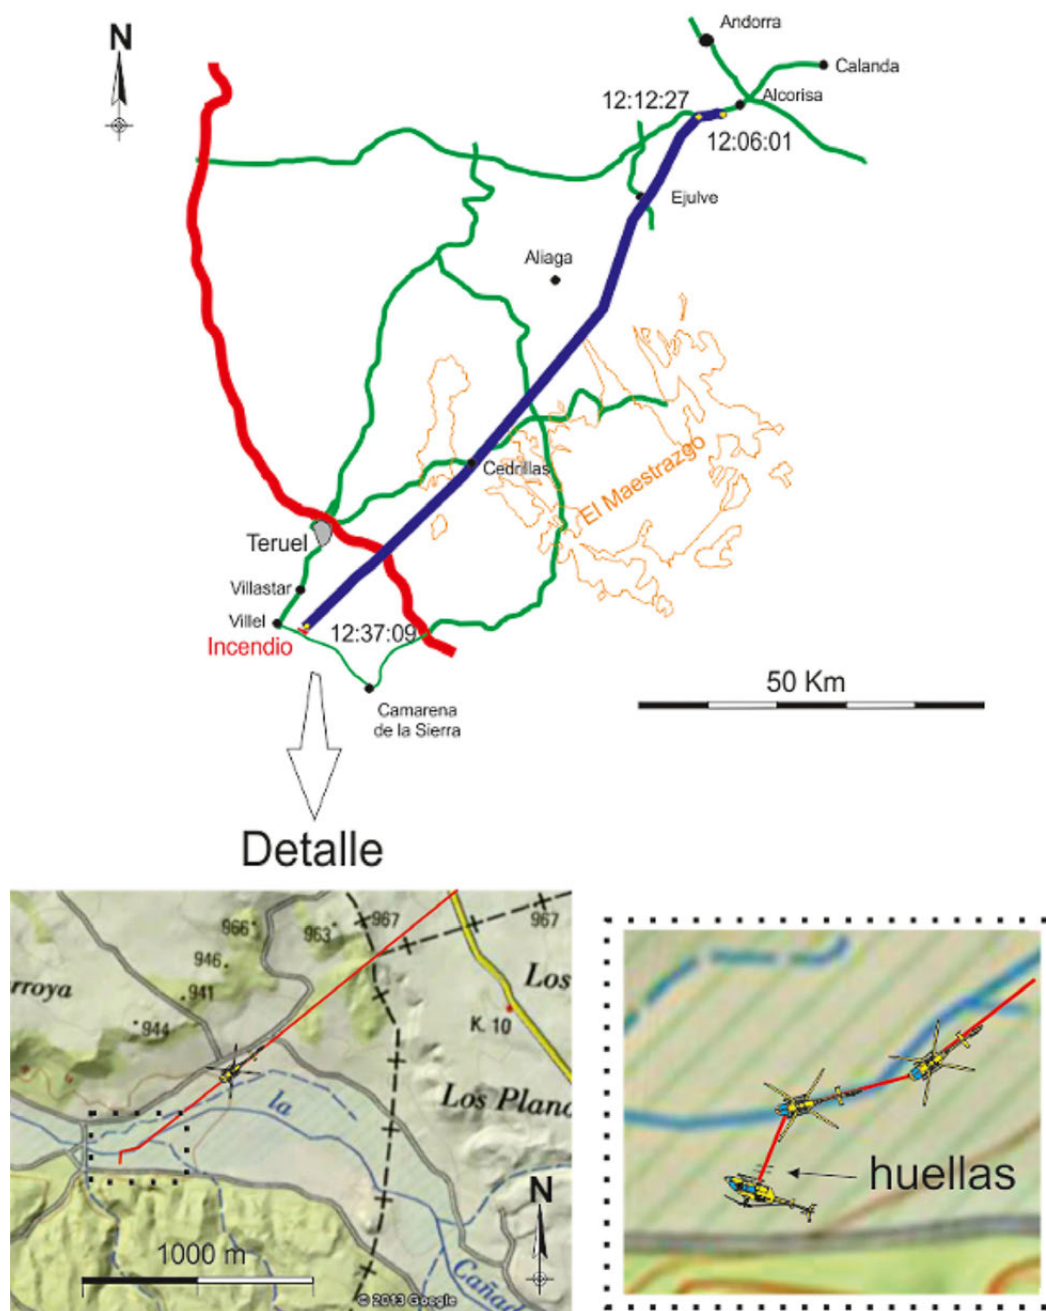 N
Andorra
Calanda
12:12:27
Alcorisa
12:06:01
Ejulve
Aliaga
Cedrillas
El Maestrazgo
Teruel
Villastar
Villel
12:37:09
Incendio
50 Km
Camarena
de la Sierra
Detalle
966
963
967
967
946
rroya
941
Los
944
K. 10
la
Los Plano
huellas
N
1000 m
Cañad
© 2013 Google